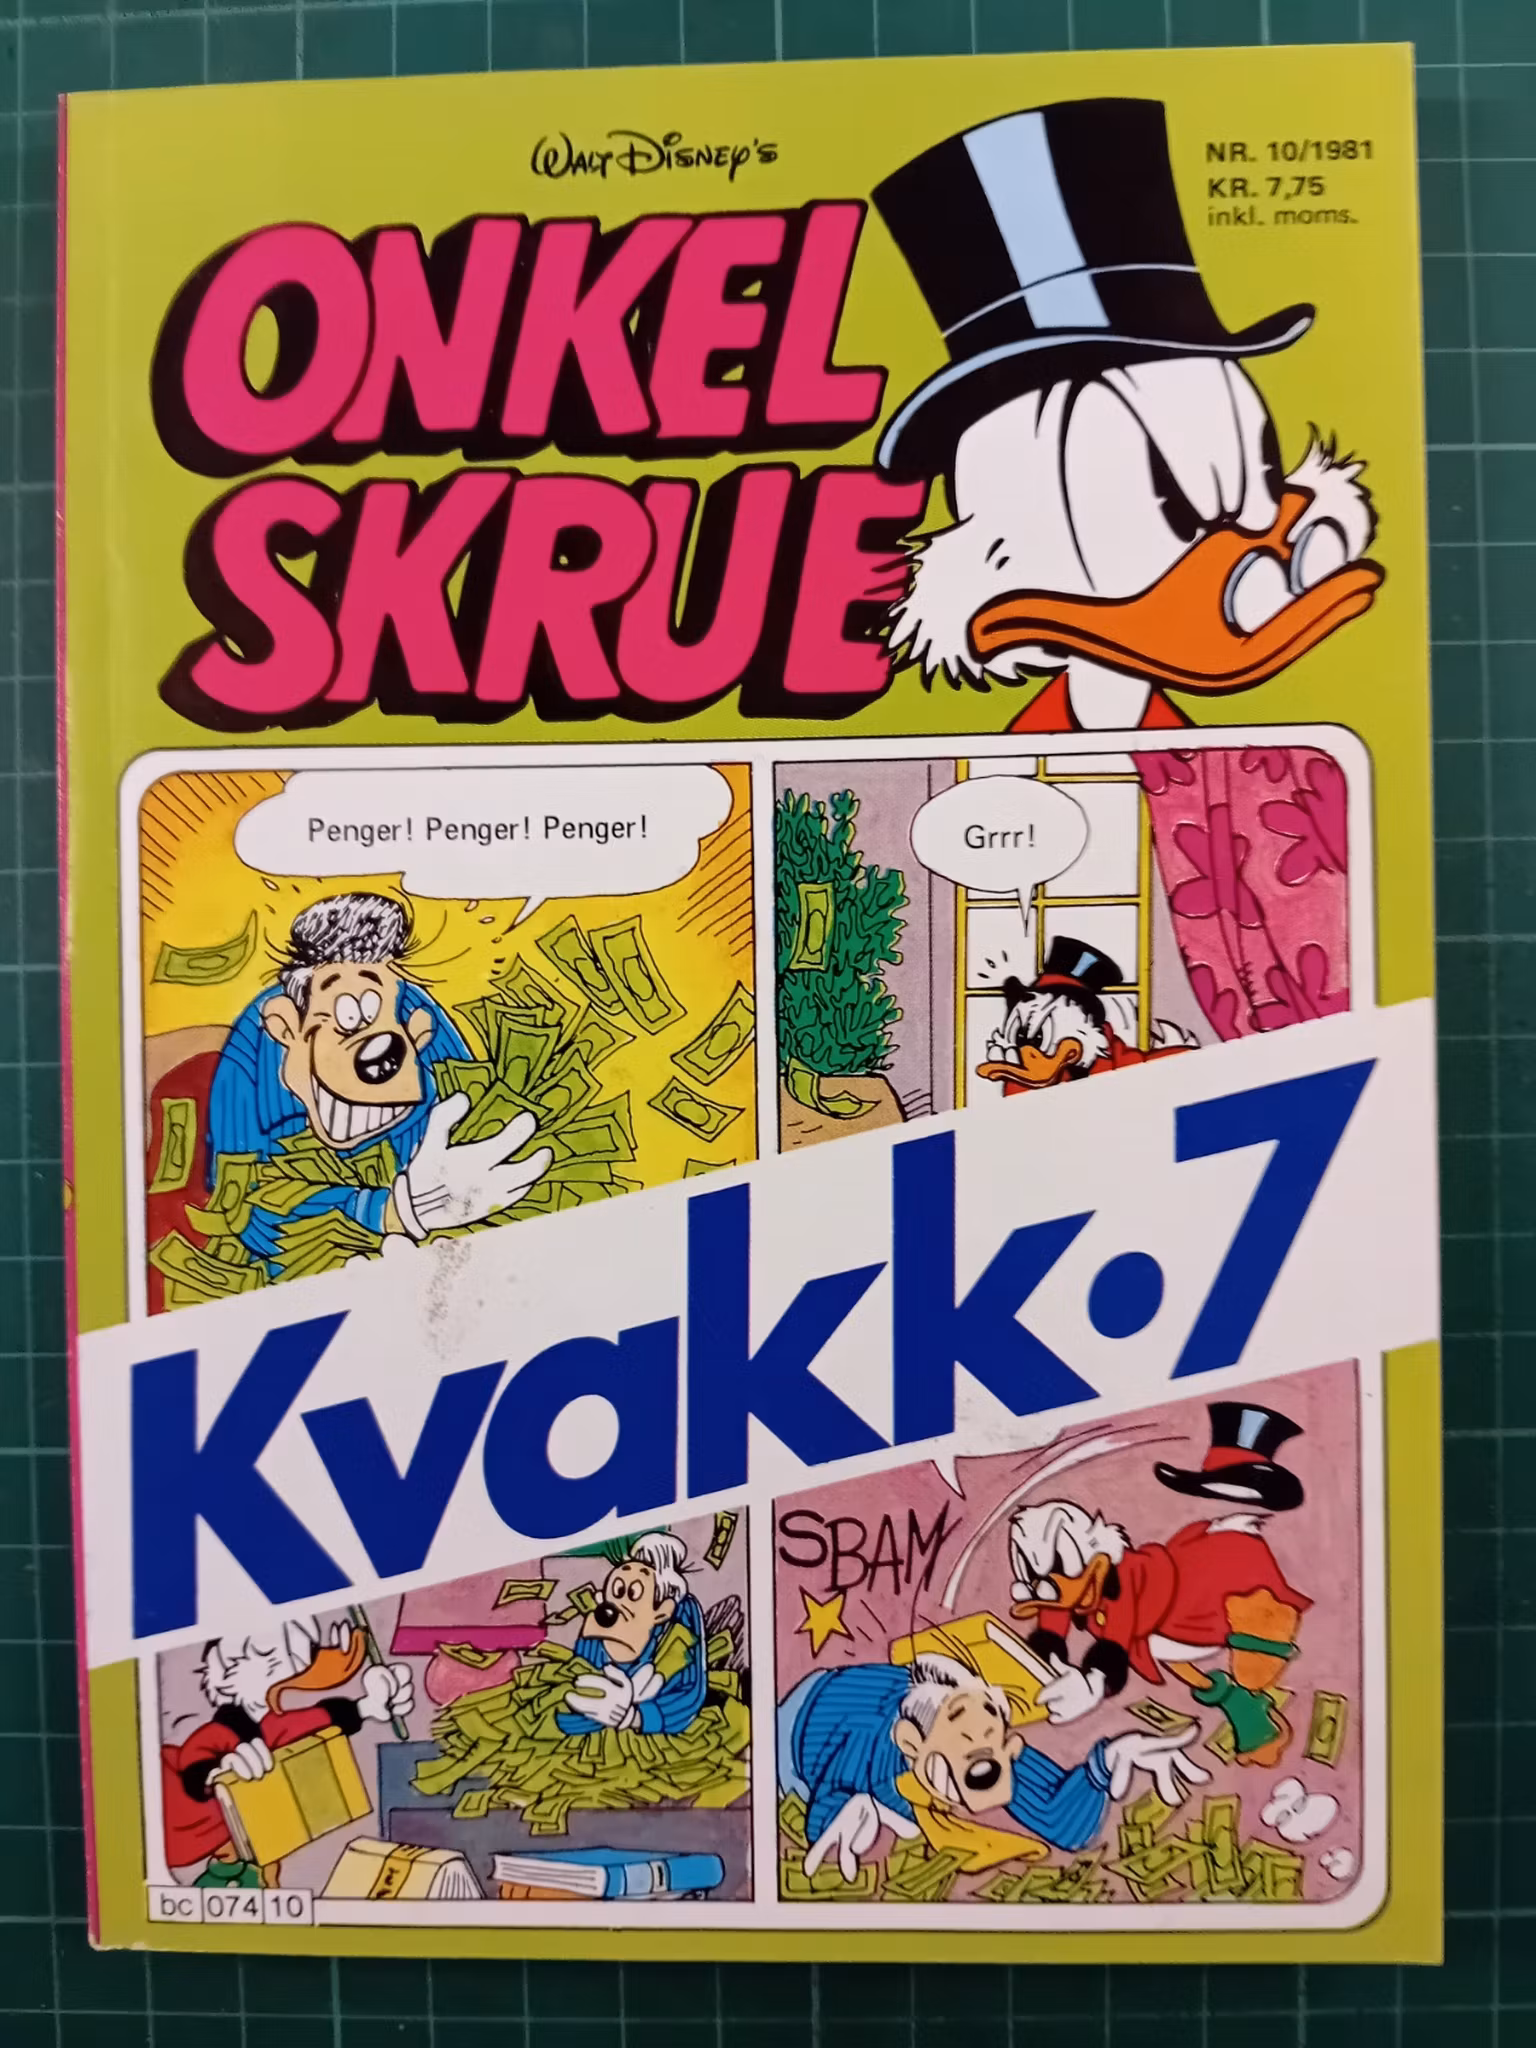 WALT DISNEY'S
NR. 10/1981
KR. 7,75
inkl. moms.
ONKEL
SKRUE
Penger! Penger! Penger!
Grrr!
Kvakk·7
SBAM
bc 074 10